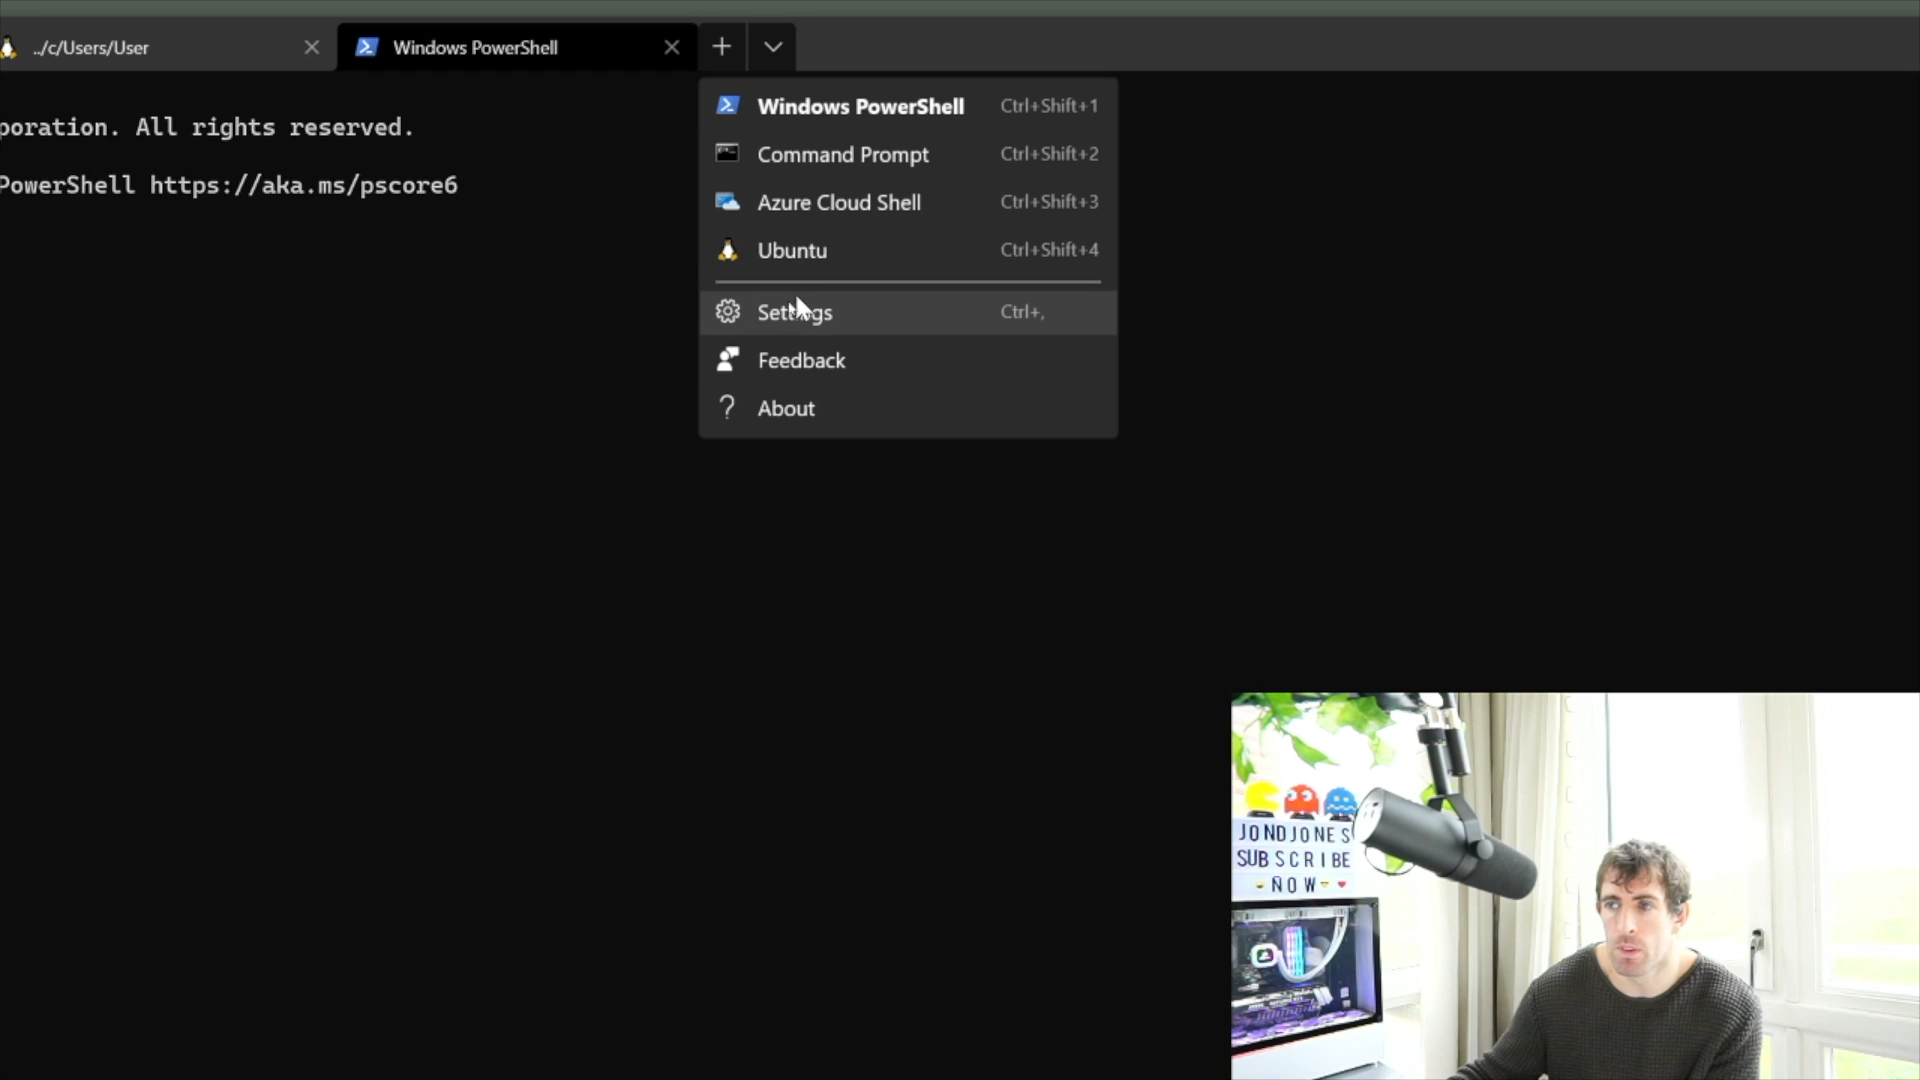 ../c/Users/User
Windows PowerShell
poration. All rights reserved.
PowerShell https://aka.ms/pscore6
Windows PowerShell Ctrl+Shift+1
Command Prompt Ctrl+Shift+2
Azure Cloud Shell Ctrl+Shift+3
Ubuntu Ctrl+Shift+4
Settings Ctrl+,
Feedback
About
JONDJONES
SUBSCRIBE
NOW